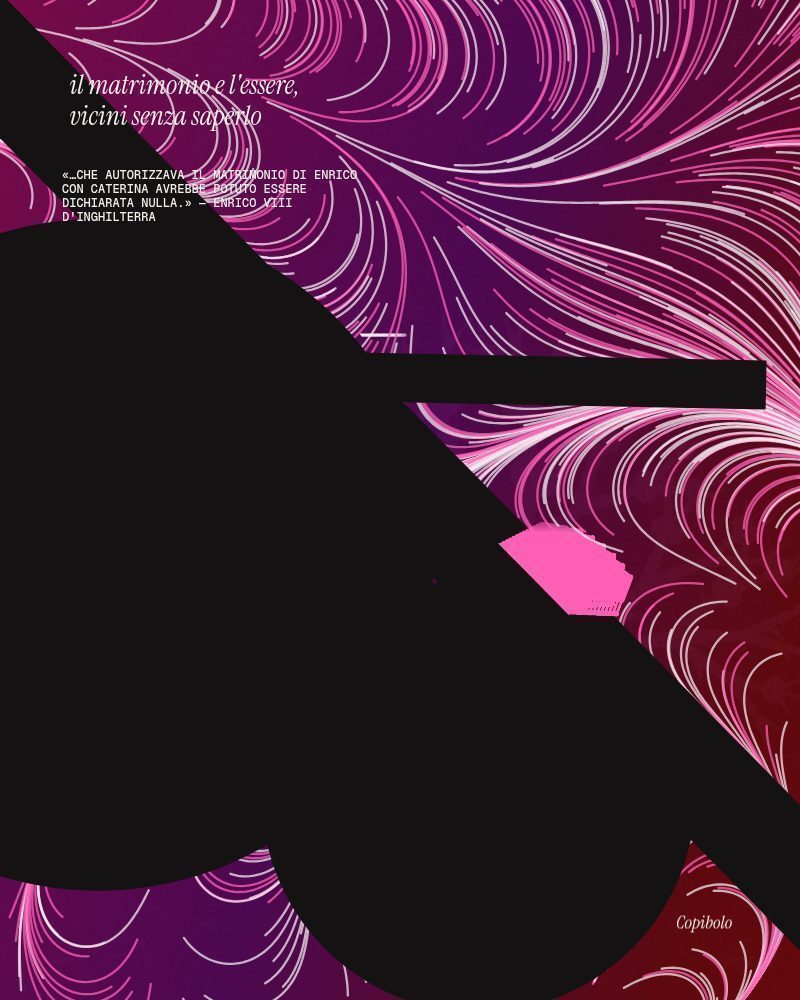 il matrimonio e l'essere,
vicini senza saperlo
«…CHE AUTORIZZAVA IL MATRIMONIO DI ENRICO
CON CATERINA AVREBBE POTUTO ESSERE
DICHIARATA NULLA.» — ENRICO VIII
D'INGHILTERRA
Copibolo